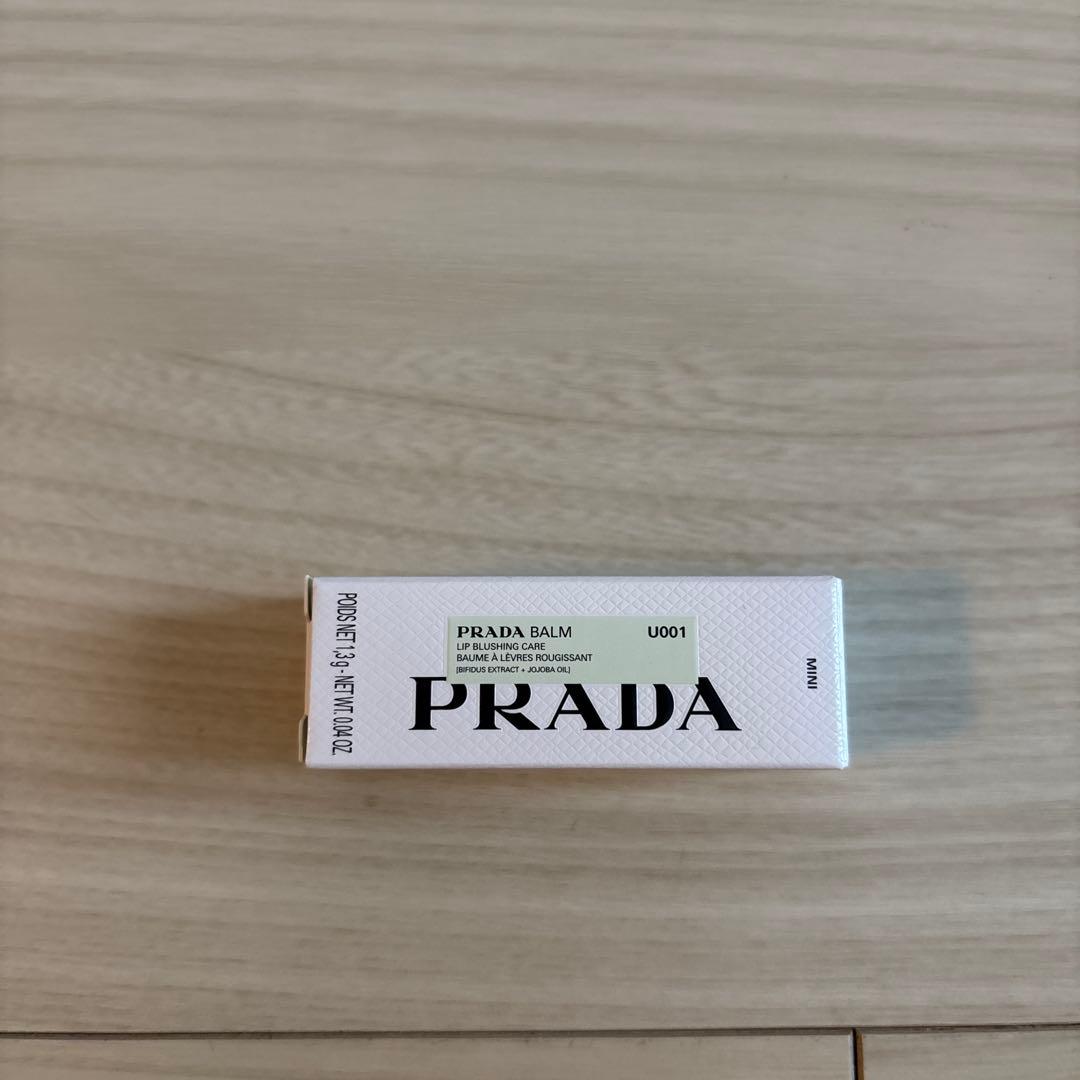 POIDS NET 1,3 g - NET WT. 0.04 OZ.
PRADA BALM U001
LIP BLUSHING CARE
BAUME À LÈVRES ROUGISSANT
[BIFIDUS EXTRACT + JOJOBA OIL]
PRADA
MINI